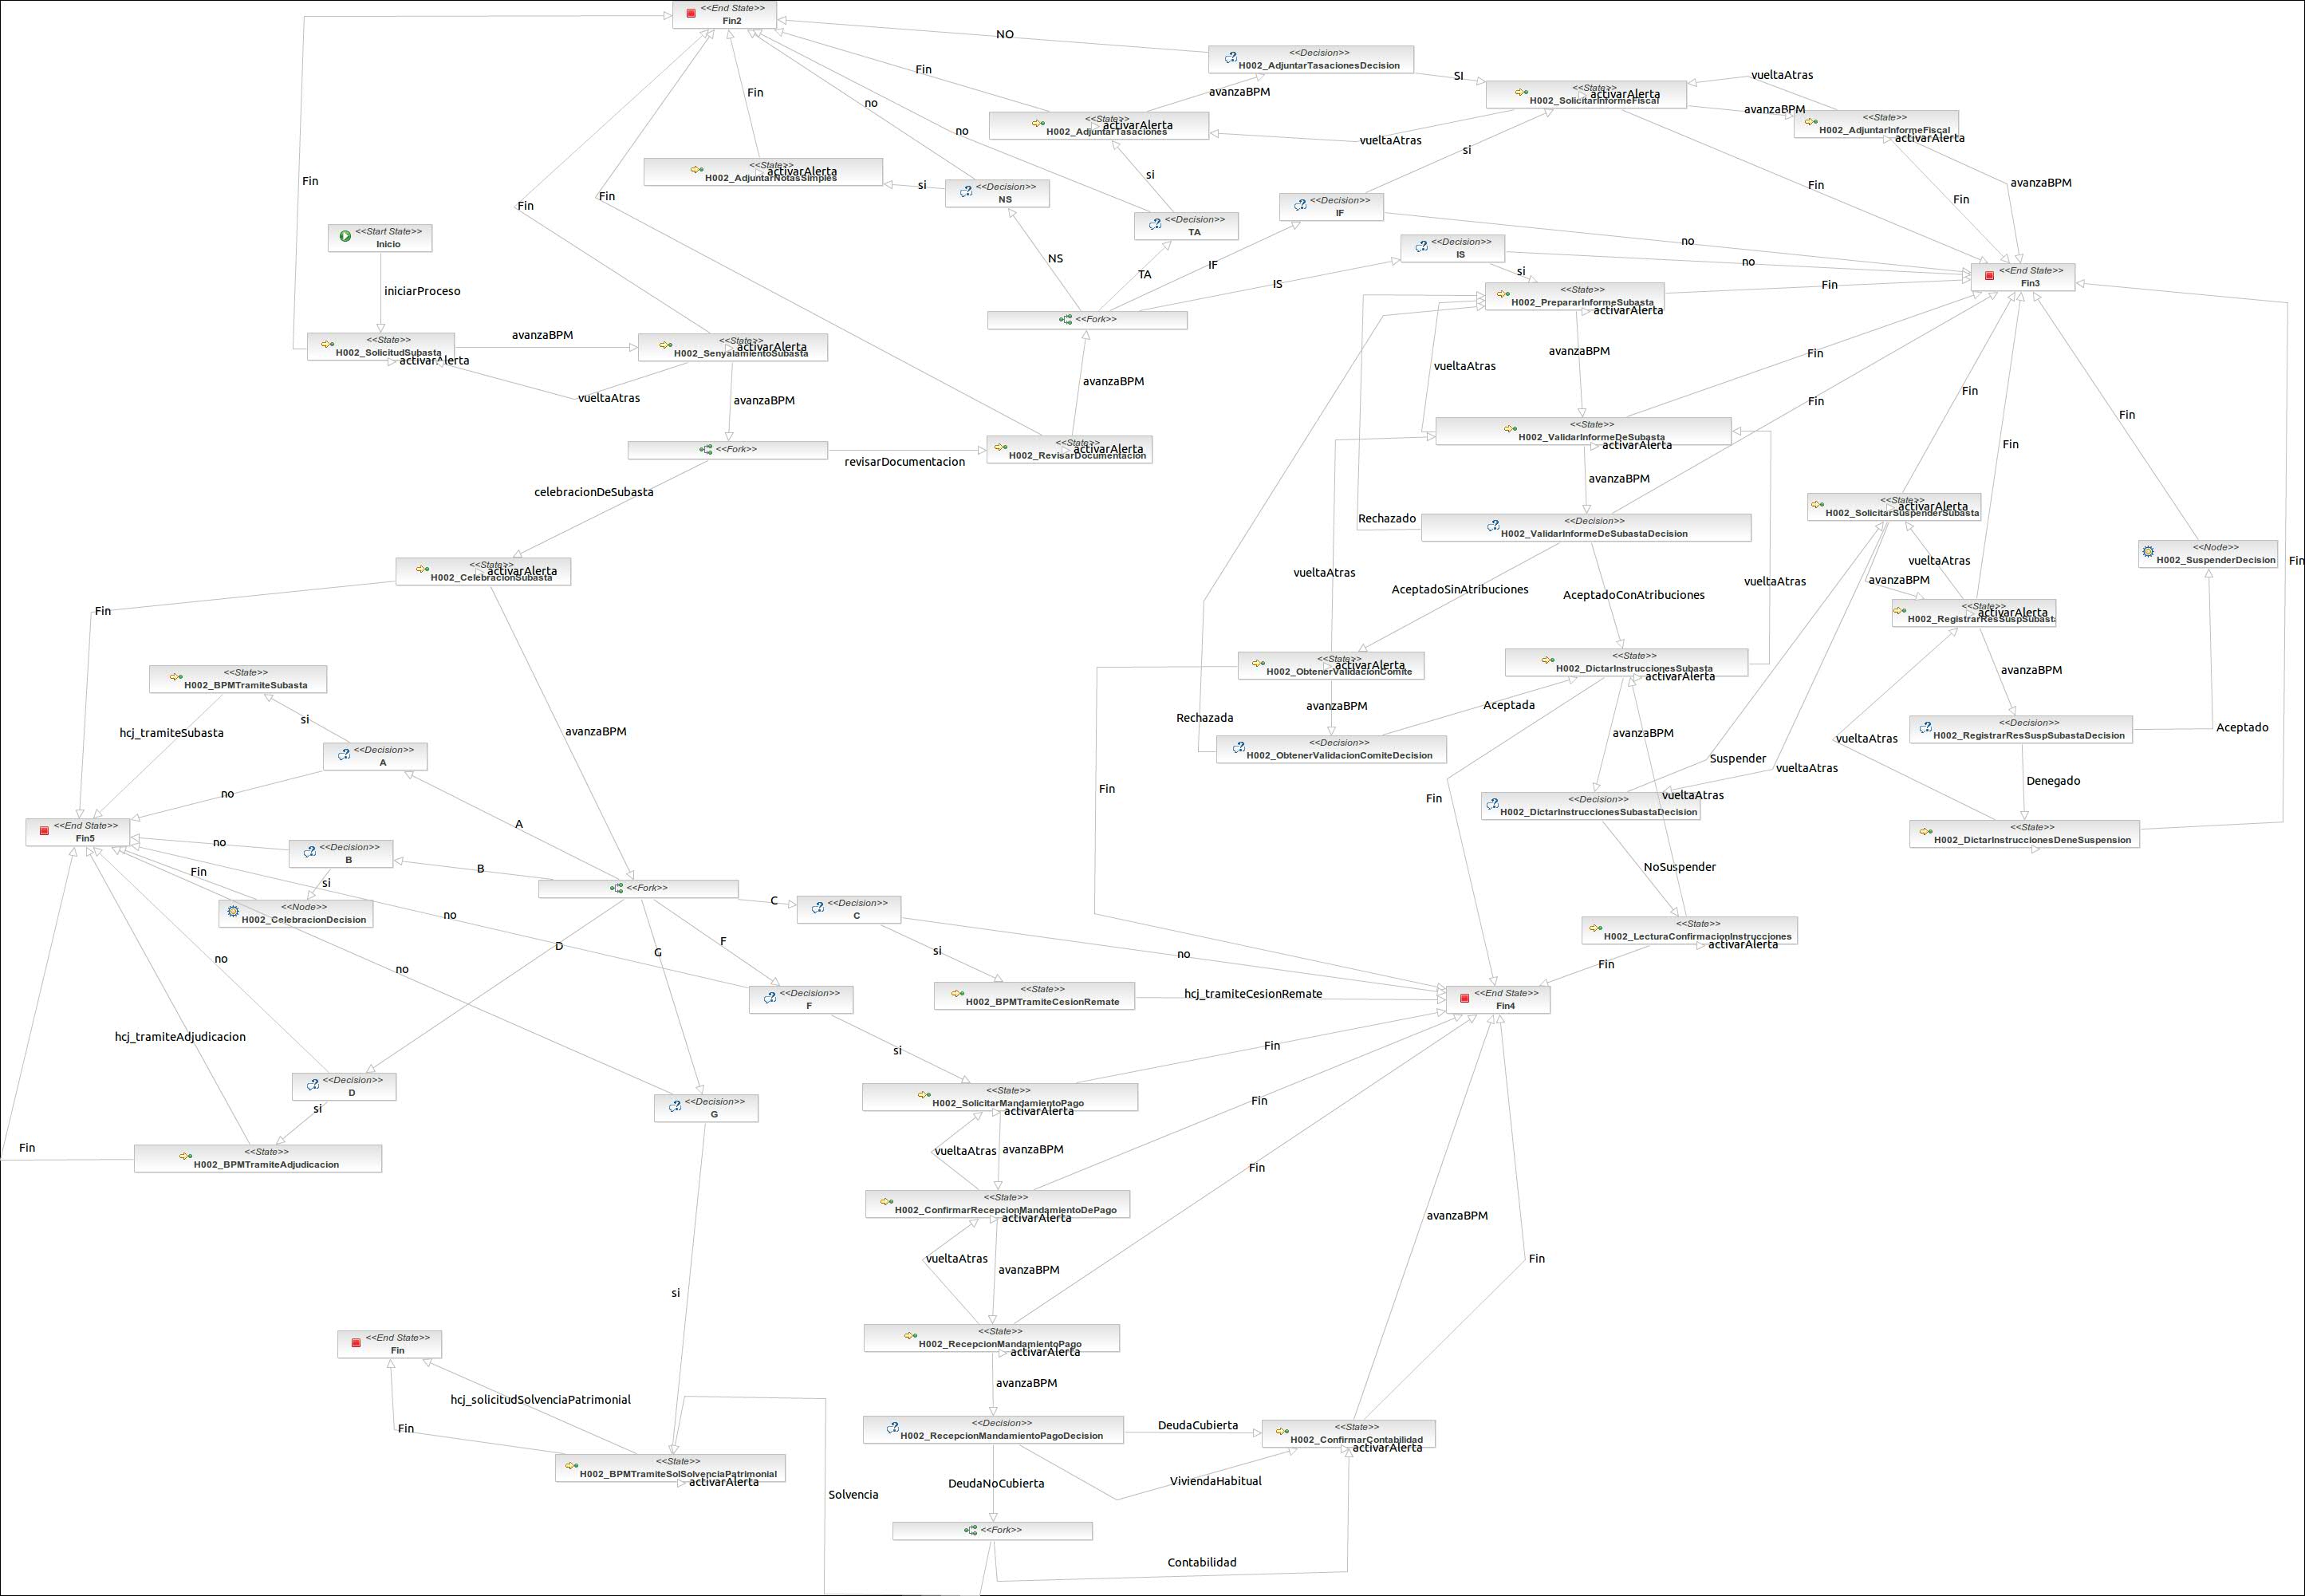 <<End State>>
Fin2
NO
<<Decision>>
H002_AdjuntarTasacionesDecision
SI
Fin
avanzaBPM
no
Fin
vueltaAtras
<<State>>
activarAlerta
H002_SolicitarInformeFiscal
avanzaBPM
<<State>>
H002_AdjuntarInformeFiscal
activarAlerta
<<State>>
activarAlerta
H002_AdjuntarTasaciones
no
vueltaAtras
si
<<State>>
activarAlerta
H002_AdjuntarNotasSimples
si
<<Decision>>
NS
si
Fin
Fin
Fin
avanzaBPM
Fin
Fin
<<Decision>>
IF
<<Decision>>
TA
<<Start State>>
Inicio
no
<<Decision>>
IS
no
NS
TA
IF
IS
si
<<End State>>
Fin3
iniciarProceso
<<State>>
H002_PrepararInformeSubasta
activarAlerta
Fin
<<Fork>>
<<State>>
H002_SolicitudSubasta
activarAlerta
avanzaBPM
<<State>>
activarAlerta
H002_SenyalamientoSubasta
avanzaBPM
Fin
vueltaAtras
avanzaBPM
vueltaAtras
avanzaBPM
Fin
Fin
Fin
<<State>>
H002_ValidarInformeDeSubasta
activarAlerta
Fin
<<Fork>>
revisarDocumentacion
<<State>>
activarAlerta
H002_RevisarDocumentacion
avanzaBPM
celebracionDeSubasta
<<State>>
activarAlerta
H002_SolicitarSuspenderSubasta
Rechazado
<<Decision>>
H002_ValidarInformeDeSubastaDecision
<<Node>>
H002_SuspenderDecision
Fin
<<State>>
activarAlerta
H002_CelebracionSubasta
vueltaAtras
vueltaAtras
vueltaAtras
avanzaBPM
AceptadoSinAtribuciones
AceptadoConAtribuciones
Fin
<<State>>
activarAlerta
H002_RegistrarResSuspSubasta
<<State>>
H002_BPMTramiteSubasta
<<State>>
activarAlerta
H002_ObtenerValidacionComite
<<State>>
H002_DictarInstruccionesSubasta
activarAlerta
avanzaBPM
si
hcj_tramiteSubasta
avanzaBPM
avanzaBPM
Aceptada
Rechazada
avanzaBPM
<<Decision>>
H002_RegistrarResSuspSubastaDecision
Aceptado
vueltaAtras
<<Decision>>
A
<<Decision>>
H002_ObtenerValidacionComiteDecision
Suspender
vueltaAtras
Denegado
no
Fin
Fin
vueltaAtras
<<Decision>>
H002_DictarInstruccionesSubastaDecision
<<End State>>
Fin5
A
<<State>>
H002_DictarInstruccionesDeneSuspension
no
<<Decision>>
B
B
Fin
si
NoSuspender
<<Fork>>
C
<<Decision>>
C
<<Node>>
H002_CelebracionDecision
no
<<State>>
H002_LecturaConfirmacionInstrucciones
activarAlerta
D
G
F
si
no
Fin
no
no
<<Decision>>
F
<<State>>
H002_BPMTramiteCesionRemate
hcj_tramiteCesionRemate
<<End State>>
Fin4
hcj_tramiteAdjudicacion
si
Fin
<<Decision>>
D
<<State>>
H002_SolicitarMandamientoPago
activarAlerta
Fin
si
<<Decision>>
G
Fin
<<State>>
H002_BPMTramiteAdjudicacion
vueltaAtras
avanzaBPM
Fin
<<State>>
H002_ConfirmarRecepcionMandamientoDePago
activarAlerta
avanzaBPM
vueltaAtras
avanzaBPM
Fin
si
<<State>>
H002_RecepcionMandamientoPago
activarAlerta
<<End State>>
Fin
avanzaBPM
hcj_solicitudSolvenciaPatrimonial
Fin
<<Decision>>
H002_RecepcionMandamientoPagoDecision
DeudaCubierta
<<State>>
H002_ConfirmarContabilidad
activarAlerta
<<State>>
H002_BPMTramiteSolSolvenciaPatrimonial
activarAlerta
DeudaNoCubierta
ViviendaHabitual
Solvencia
<<Fork>>
Contabilidad